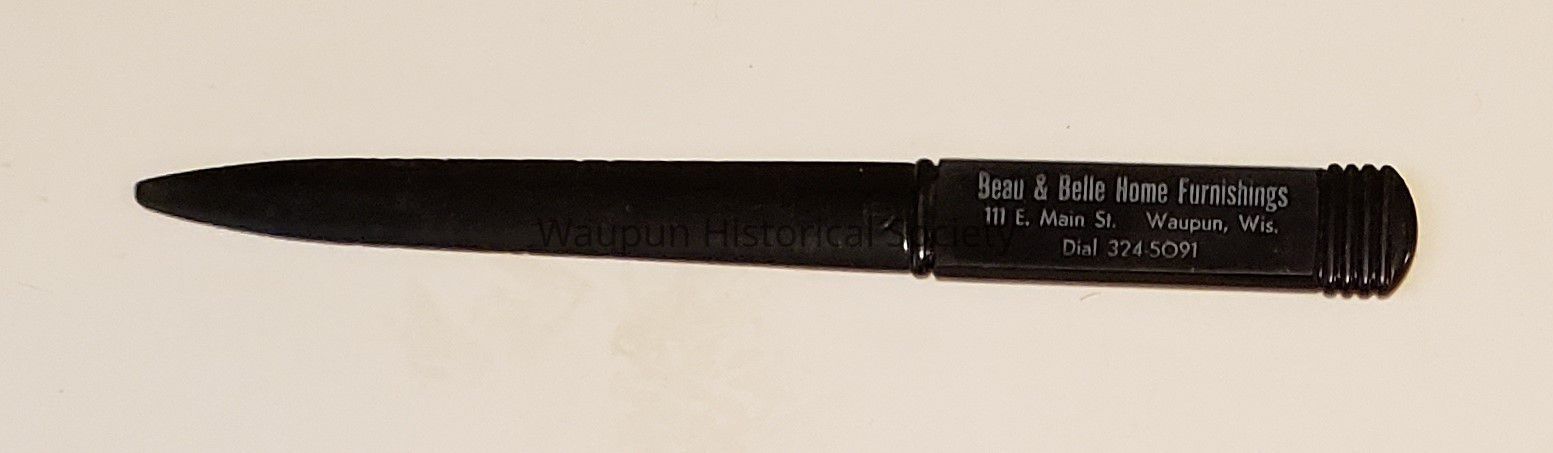 Beau & Belle Home Furnishings
111 E. Main St. Waupun, Wis.
Dial 324-5091
Waupun Historical Society